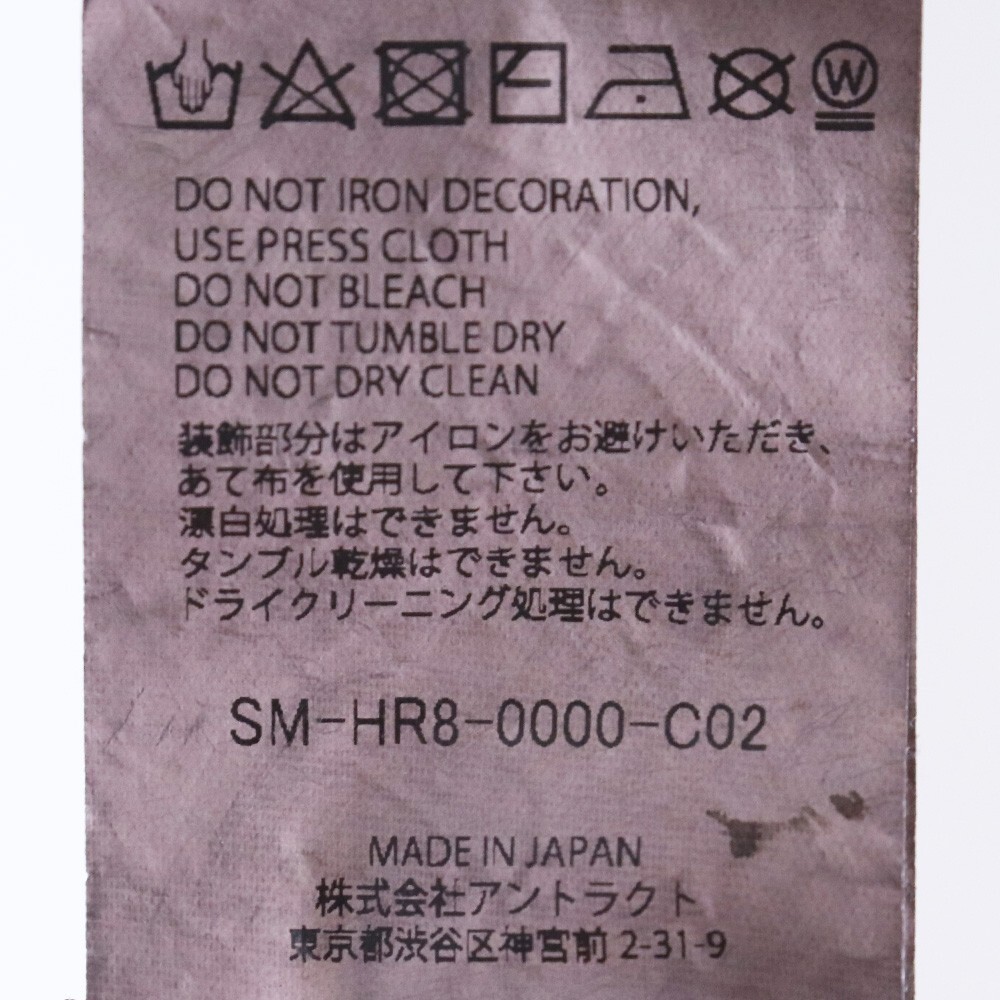 W
DO NOT IRON DECORATION,
USE PRESS CLOTH
DO NOT BLEACH
DO NOT TUMBLE DRY
DO NOT DRY CLEAN
装飾部分はアイロンをお避けいただき、
あて布を使用して下さい。
漂白処理はできません。
タンブル乾燥はできません。
ドライクリーニング処理はできません。
SM-HR8-0000-C02
MADE IN JAPAN
株式会社アントラクト
東京都渋谷区神宮前 2-31-9